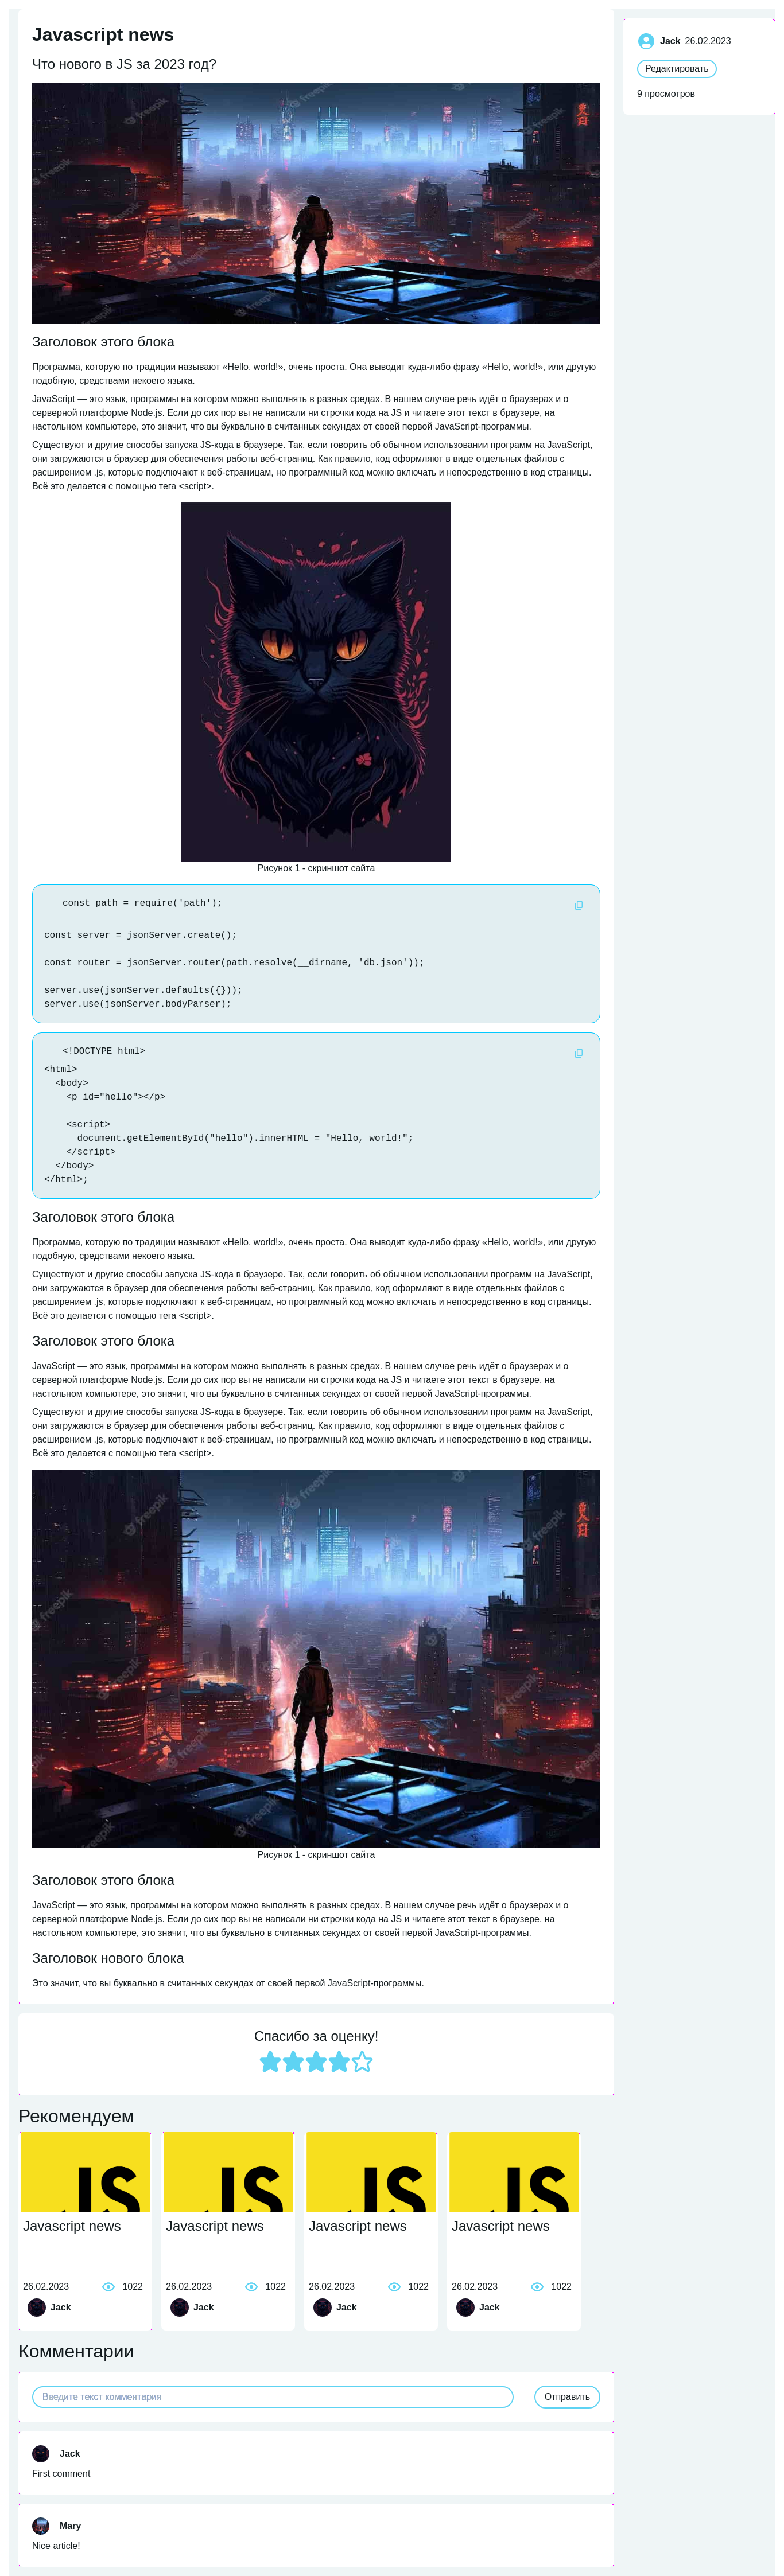 Javascript news
Что нового в JS за 2023 год?
Заголовок этого блока
Программа, которую по традиции называют «Hello, world!», очень проста. Она выводит куда-либо фразу «Hello, world!», или другую
подобную, средствами некоего языка.
JavaScript — это язык, программы на котором можно выполнять в разных средах. В нашем случае речь идёт о браузерах и о
серверной платформе Node.js. Если до сих пор вы не написали ни строчки кода на JS и читаете этот текст в браузере, на
настольном компьютере, это значит, что вы буквально в считанных секундах от своей первой JavaScript-программы.
Существуют и другие способы запуска JS-кода в браузере. Так, если говорить об обычном использовании программ на JavaScript,
они загружаются в браузер для обеспечения работы веб-страниц. Как правило, код оформляют в виде отдельных файлов с
расширением .js, которые подключают к веб-страницам, но программный код можно включать и непосредственно в код страницы.
Всё это делается с помощью тега <script>.
Рисунок 1 - скриншот сайта
const path = require('path');
const server = jsonServer.create();
const router = jsonServer.router(path.resolve(__dirname, 'db.json'));
server.use(jsonServer.defaults({}));
server.use(jsonServer.bodyParser);
<!DOCTYPE html>
<html>
<body>
<p id="hello"></p>
<script>
document.getElementById("hello").innerHTML = "Hello, world!";
</script>
</body>
</html>;
Заголовок этого блока
Программа, которую по традиции называют «Hello, world!», очень проста. Она выводит куда-либо фразу «Hello, world!», или другую
подобную, средствами некоего языка.
Существуют и другие способы запуска JS-кода в браузере. Так, если говорить об обычном использовании программ на JavaScript,
они загружаются в браузер для обеспечения работы веб-страниц. Как правило, код оформляют в виде отдельных файлов с
расширением .js, которые подключают к веб-страницам, но программный код можно включать и непосредственно в код страницы.
Всё это делается с помощью тега <script>.
Заголовок этого блока
JavaScript — это язык, программы на котором можно выполнять в разных средах. В нашем случае речь идёт о браузерах и о
серверной платформе Node.js. Если до сих пор вы не написали ни строчки кода на JS и читаете этот текст в браузере, на
настольном компьютере, это значит, что вы буквально в считанных секундах от своей первой JavaScript-программы.
Существуют и другие способы запуска JS-кода в браузере. Так, если говорить об обычном использовании программ на JavaScript,
они загружаются в браузер для обеспечения работы веб-страниц. Как правило, код оформляют в виде отдельных файлов с
расширением .js, которые подключают к веб-страницам, но программный код можно включать и непосредственно в код страницы.
Всё это делается с помощью тега <script>.
Рисунок 1 - скриншот сайта
Заголовок этого блока
JavaScript — это язык, программы на котором можно выполнять в разных средах. В нашем случае речь идёт о браузерах и о
серверной платформе Node.js. Если до сих пор вы не написали ни строчки кода на JS и читаете этот текст в браузере, на
настольном компьютере, это значит, что вы буквально в считанных секундах от своей первой JavaScript-программы.
Заголовок нового блока
Это значит, что вы буквально в считанных секундах от своей первой JavaScript-программы.
Спасибо за оценку!
Рекомендуем
JS JS JS JS
Javascript news Javascript news Javascript news Javascript news
26.02.2023 1022 26.02.2023 1022 26.02.2023 1022 26.02.2023 1022
Jack Jack Jack Jack
Комментарии
Введите текст комментария Отправить
Jack
First comment
Mary
Nice article!
Jack 26.02.2023
Редактировать
9 просмотров